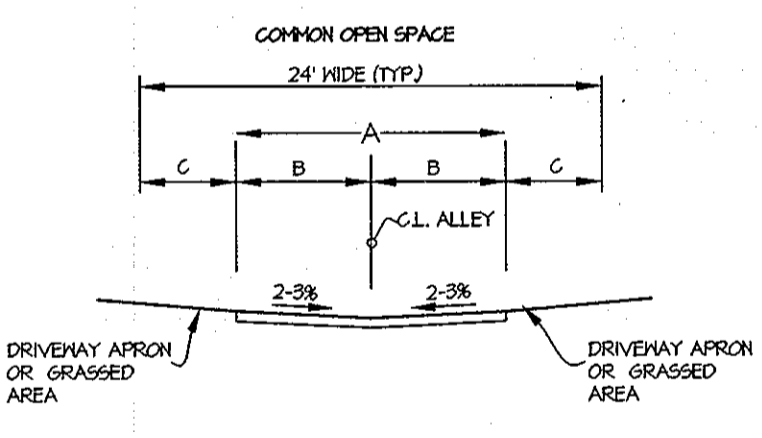 COMMON OPEN SPACE
24' WIDE (TYP.)
A
C B B C
C.L. ALLEY
2-3% 2-3%
DRIVEWAY APRON
OR GRASSED
AREA
DRIVEWAY APRON
OR GRASSED
AREA